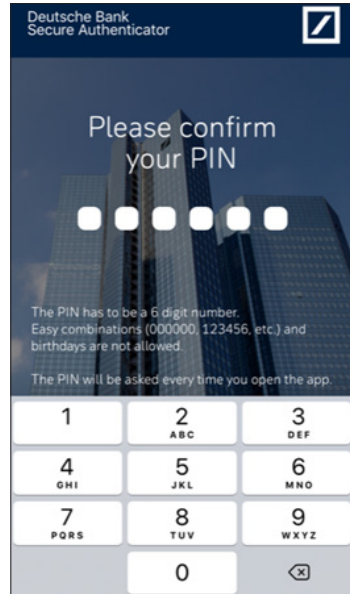 Deutsche Bank
Secure Authenticator
Please confirm
your PIN
The PIN has to be a 6 digit number.
Easy combinations (000000, 123456, etc.) and
birthdays are not allowed.
The PIN will be asked every time you open the app.
1 2 3
ABC DEF
4 5 6
GHI JKL MNO
7 8 9
PQRS TUV WXYZ
0